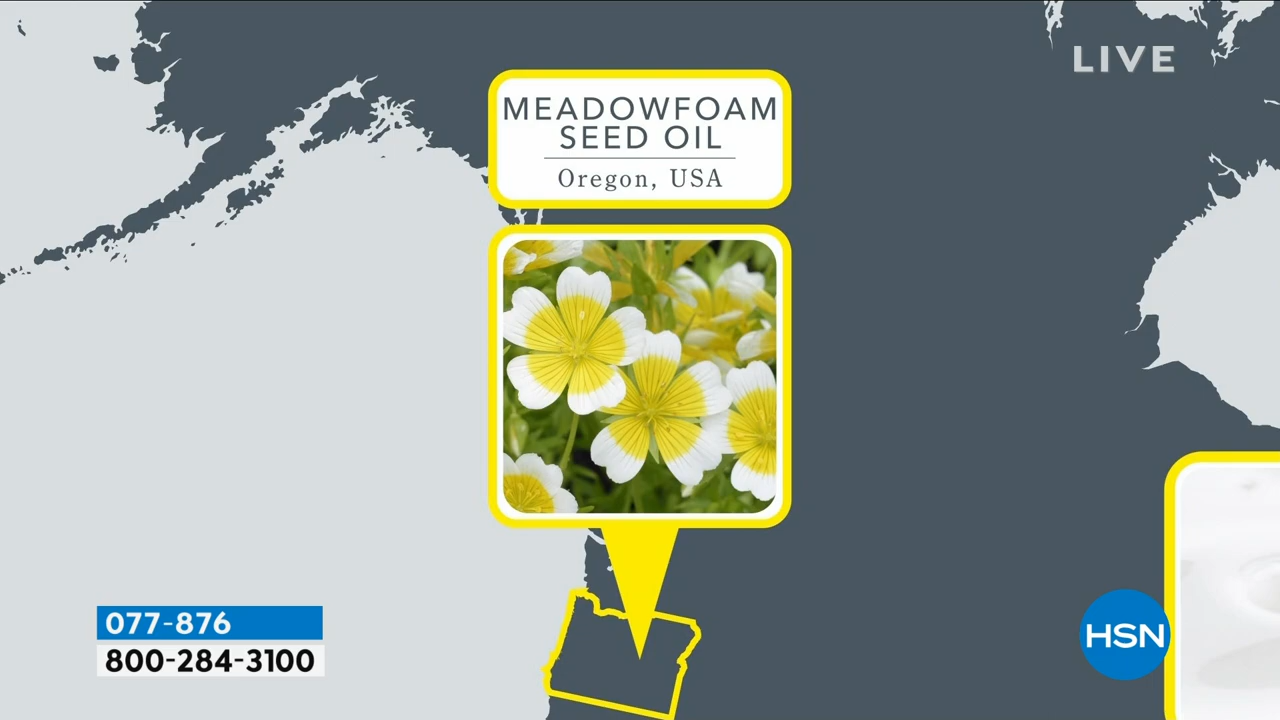 LIVE
MEADOWFOAM
SEED OIL
Oregon, USA
077-876
800-284-3100
HSN